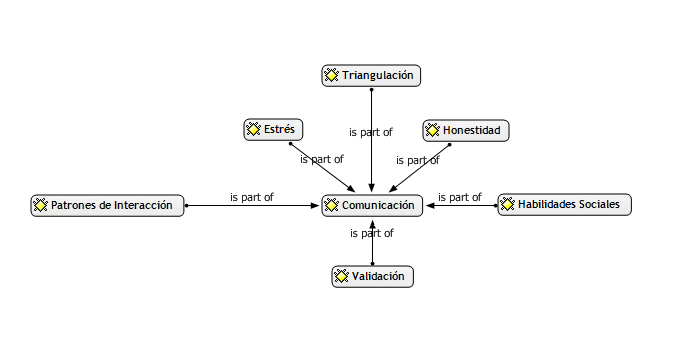 Triangulación
Estrés
is part of
Honestidad
is part of
is part of
Patrones de Interacción
is part of
Comunicación
is part of
Habilidades Sociales
is part of
Validación